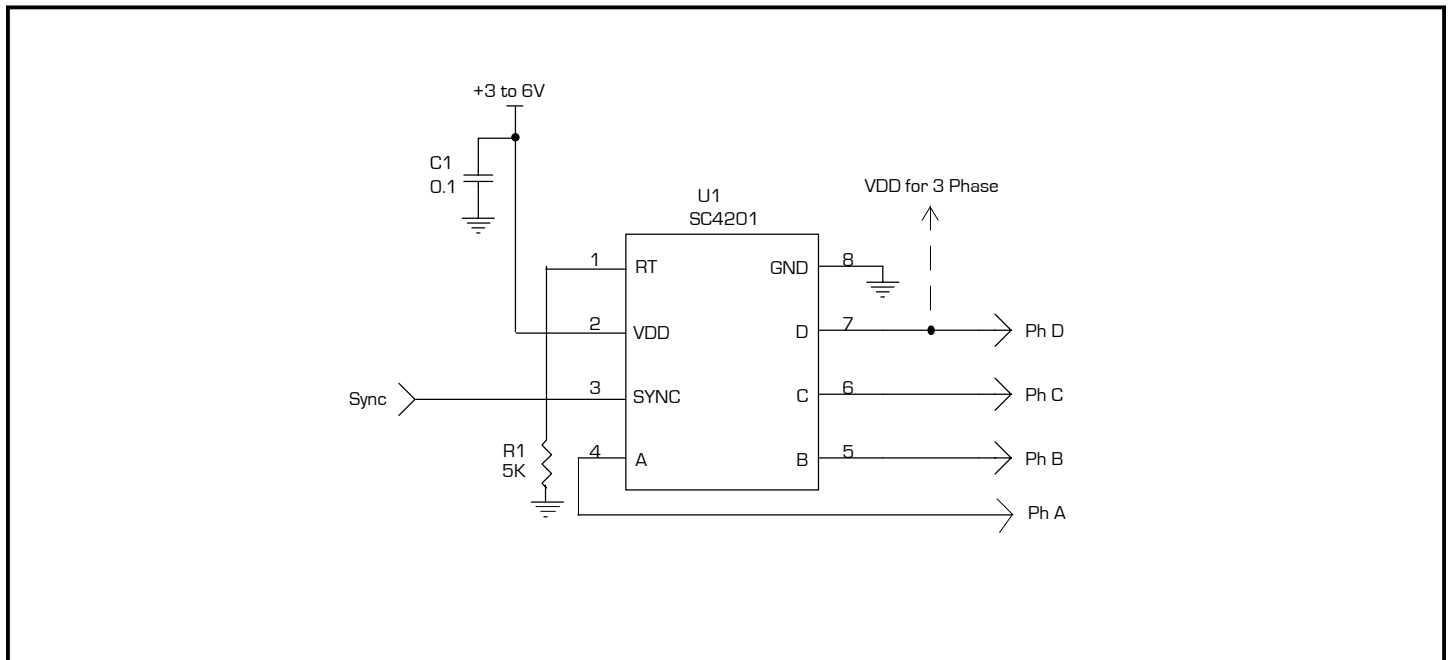 +3 to 6V
C1
0.1
VDD for 3 Phase
U1
SC4201
1
RT
GND
8
2
VDD
D
7
Ph D
Sync
3
SYNC
C
6
Ph C
R1
5K
4
A
B
5
Ph B
Ph A